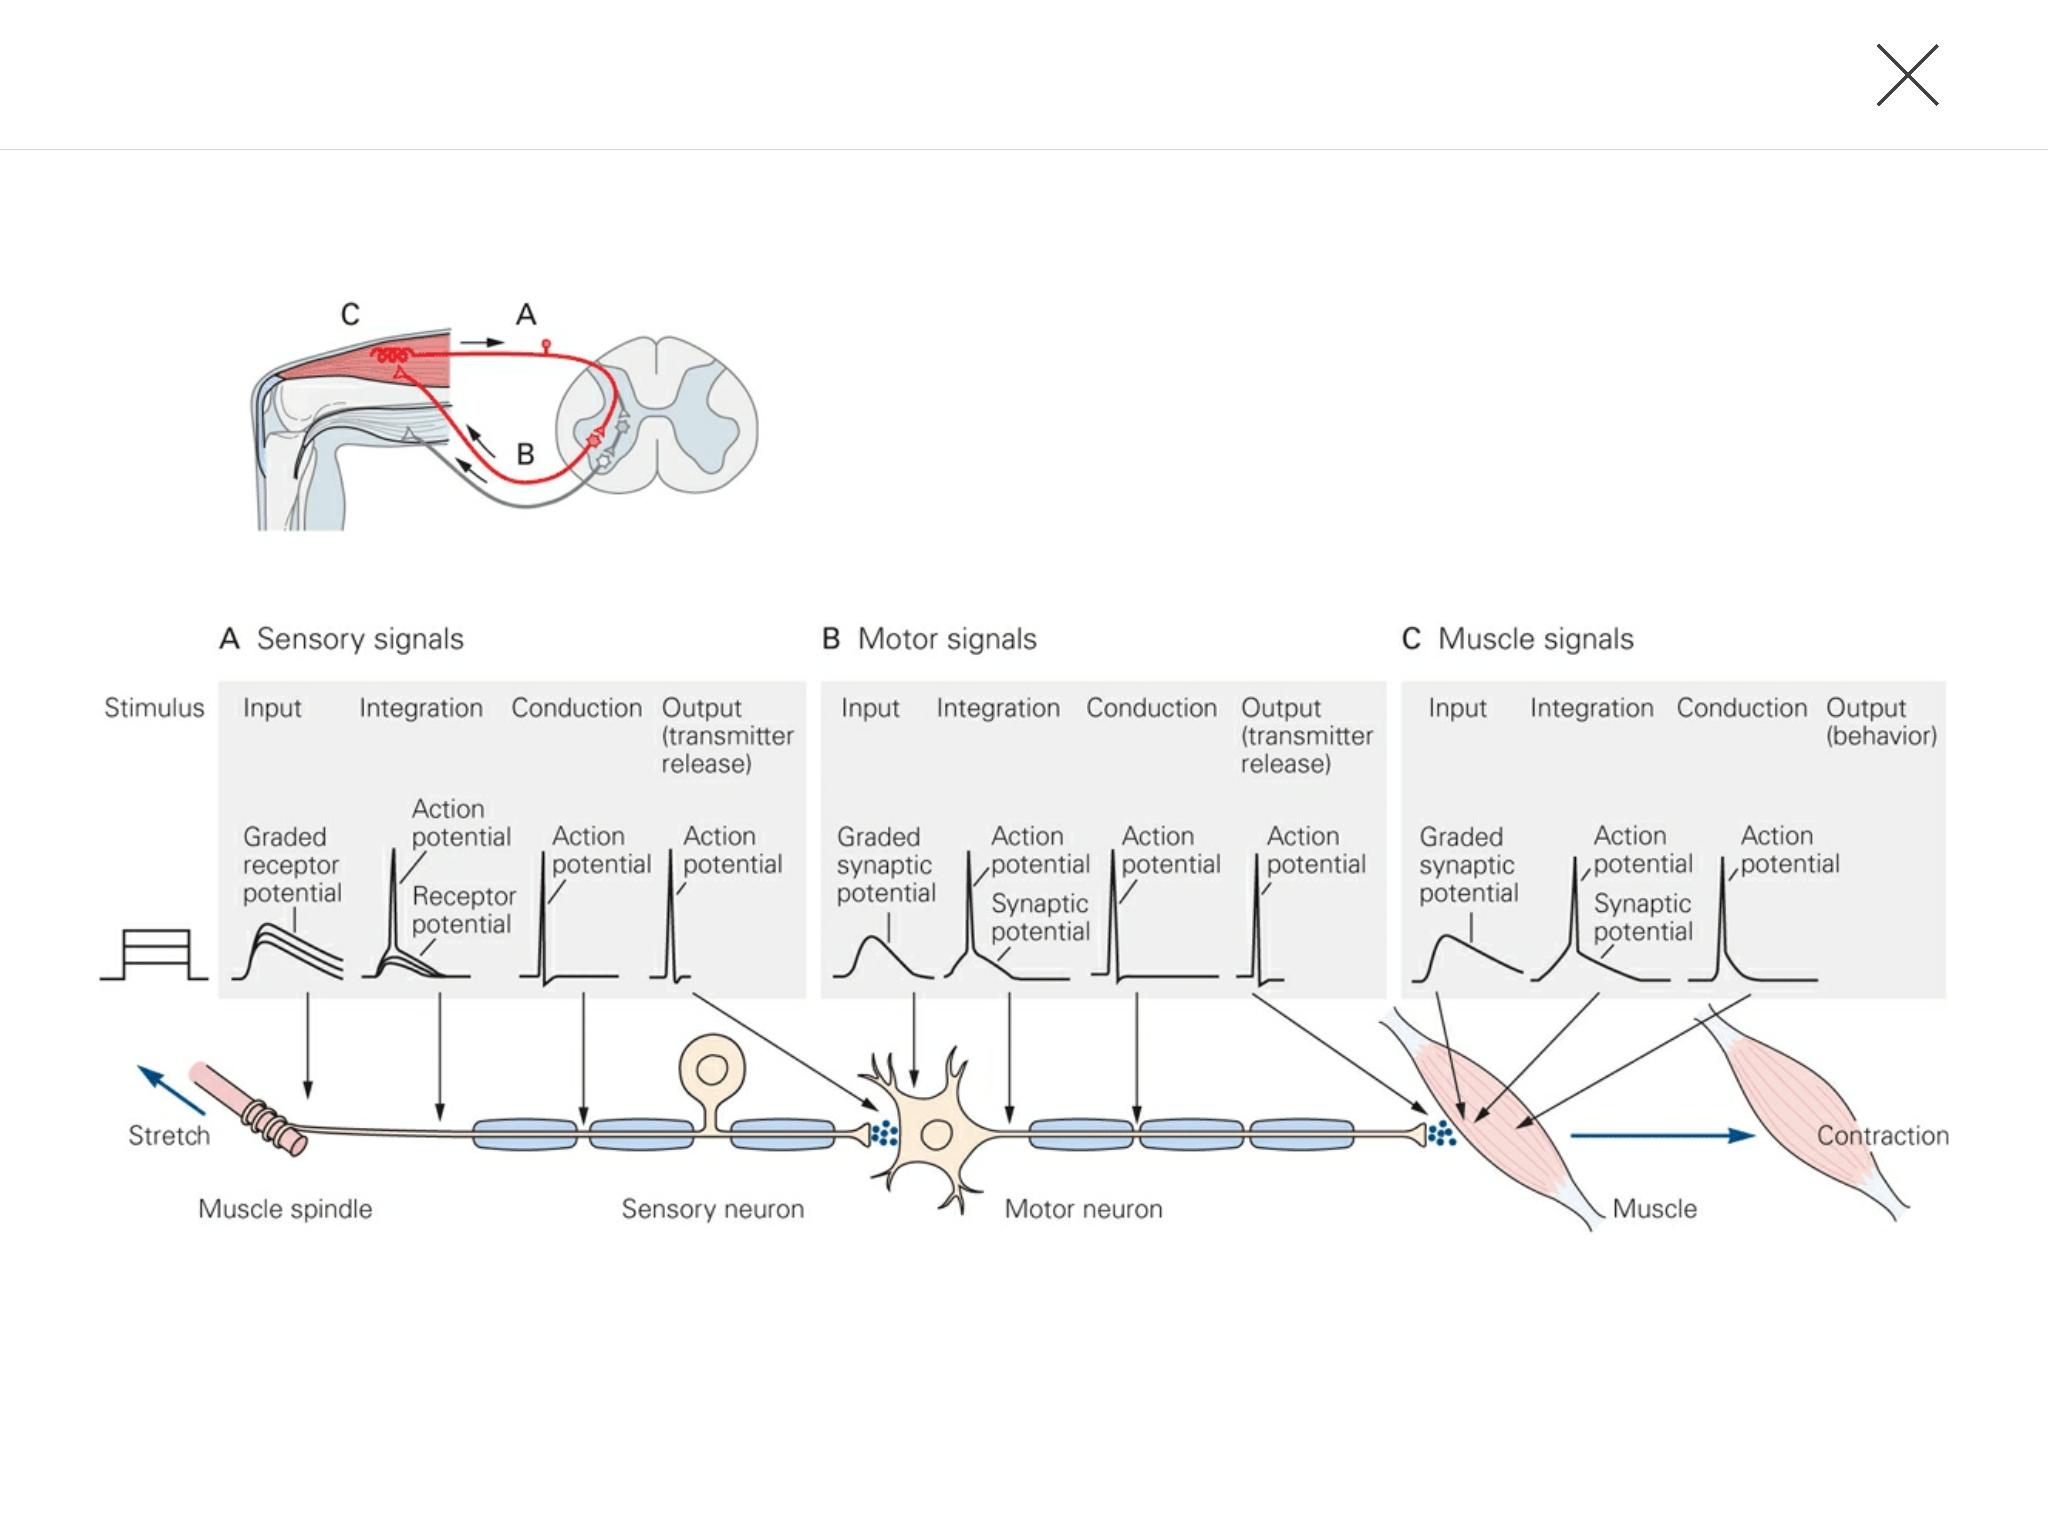 C
A
B
A Sensory signals
B Motor signals
C Muscle signals
Stimulus
Input
Integration
Conduction
Output
(transmitter
release)
Graded
receptor
potential
Action
potential
Receptor
potential
Action
potential
Action
potential
Input
Integration
Conduction
Output
(transmitter
release)
Graded
synaptic
potential
Action
potential
Synaptic
potential
Action
potential
Action
potential
Input
Integration
Conduction
Output
(behavior)
Graded
synaptic
potential
Action
potential
Synaptic
potential
Action
potential
Stretch
Contraction
Muscle spindle
Sensory neuron
Motor neuron
Muscle